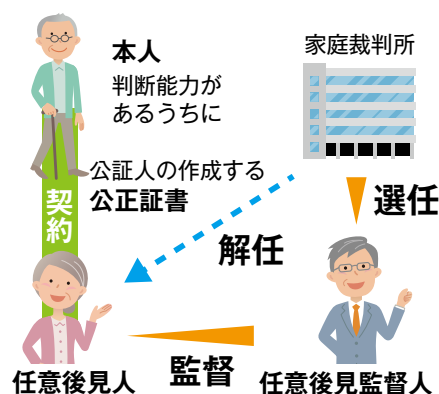 本人
判断能力が
あるうちに
家庭裁判所
公証人の作成する
公正証書
契約
選任
解任
監督
任意後見人
任意後見監督人